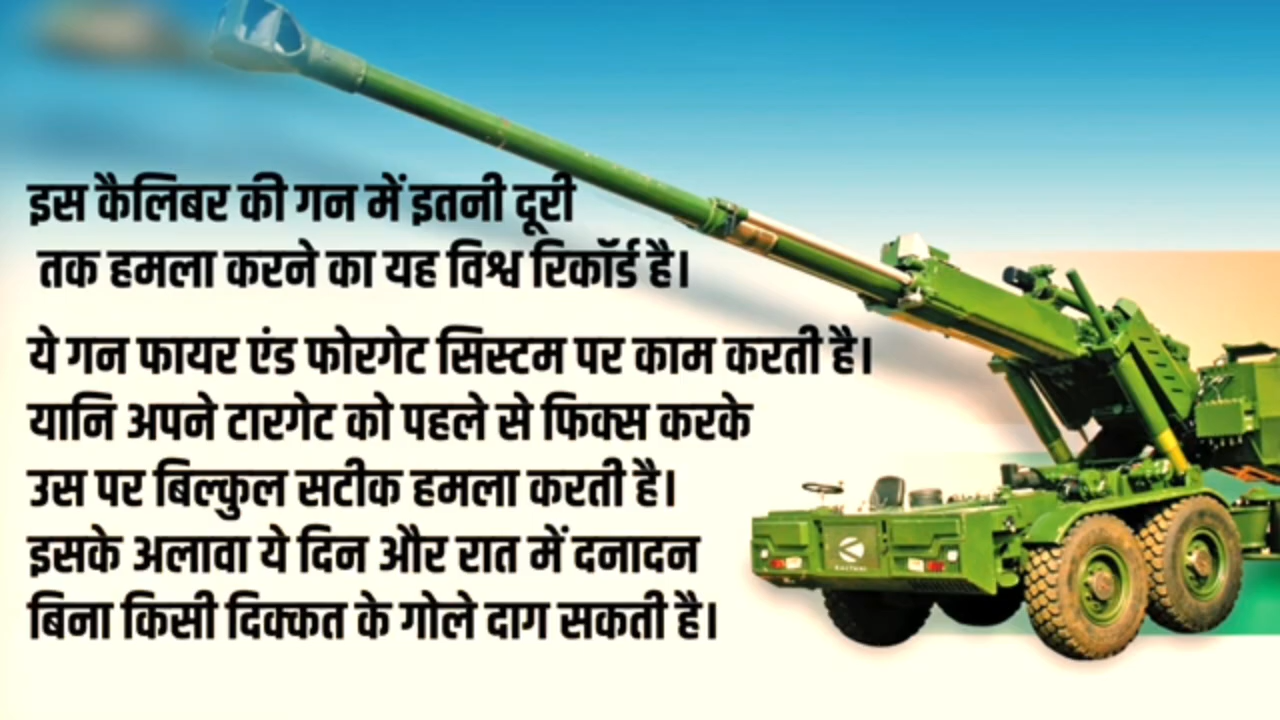 इस कैलिबर की गन में इतनी दूरी
तक हमला करने का यह विश्व रिकॉर्ड है।
ये गन फायर एंड फोरगेट सिस्टम पर काम करती है।
यानि अपने टारगेट को पहले से फिक्स करके
उस पर बिल्कुल सटीक हमला करती है।
इसके अलावा ये दिन और रात में दनादन
बिना किसी दिक्कत के गोले दाग सकती है।
KALYANI